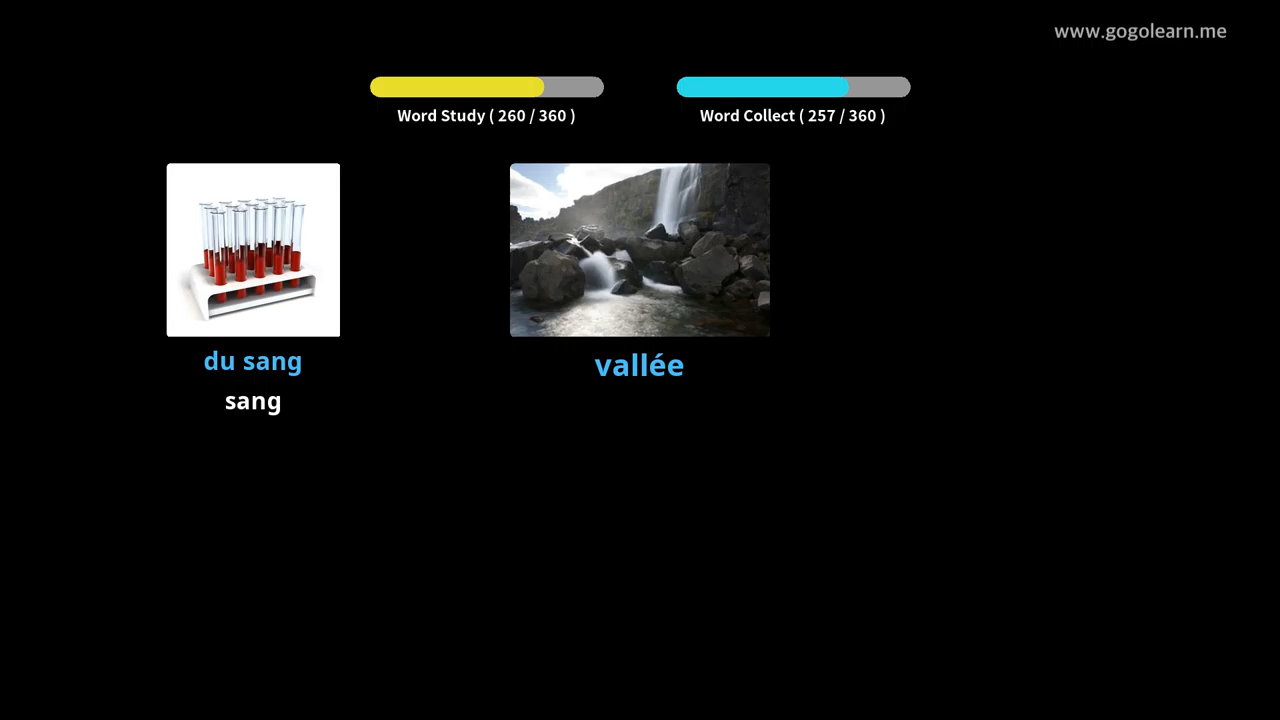 www.gogolearn.me
Word Study ( 260 / 360 )
Word Collect ( 257 / 360 )
du sang
sang
vallée